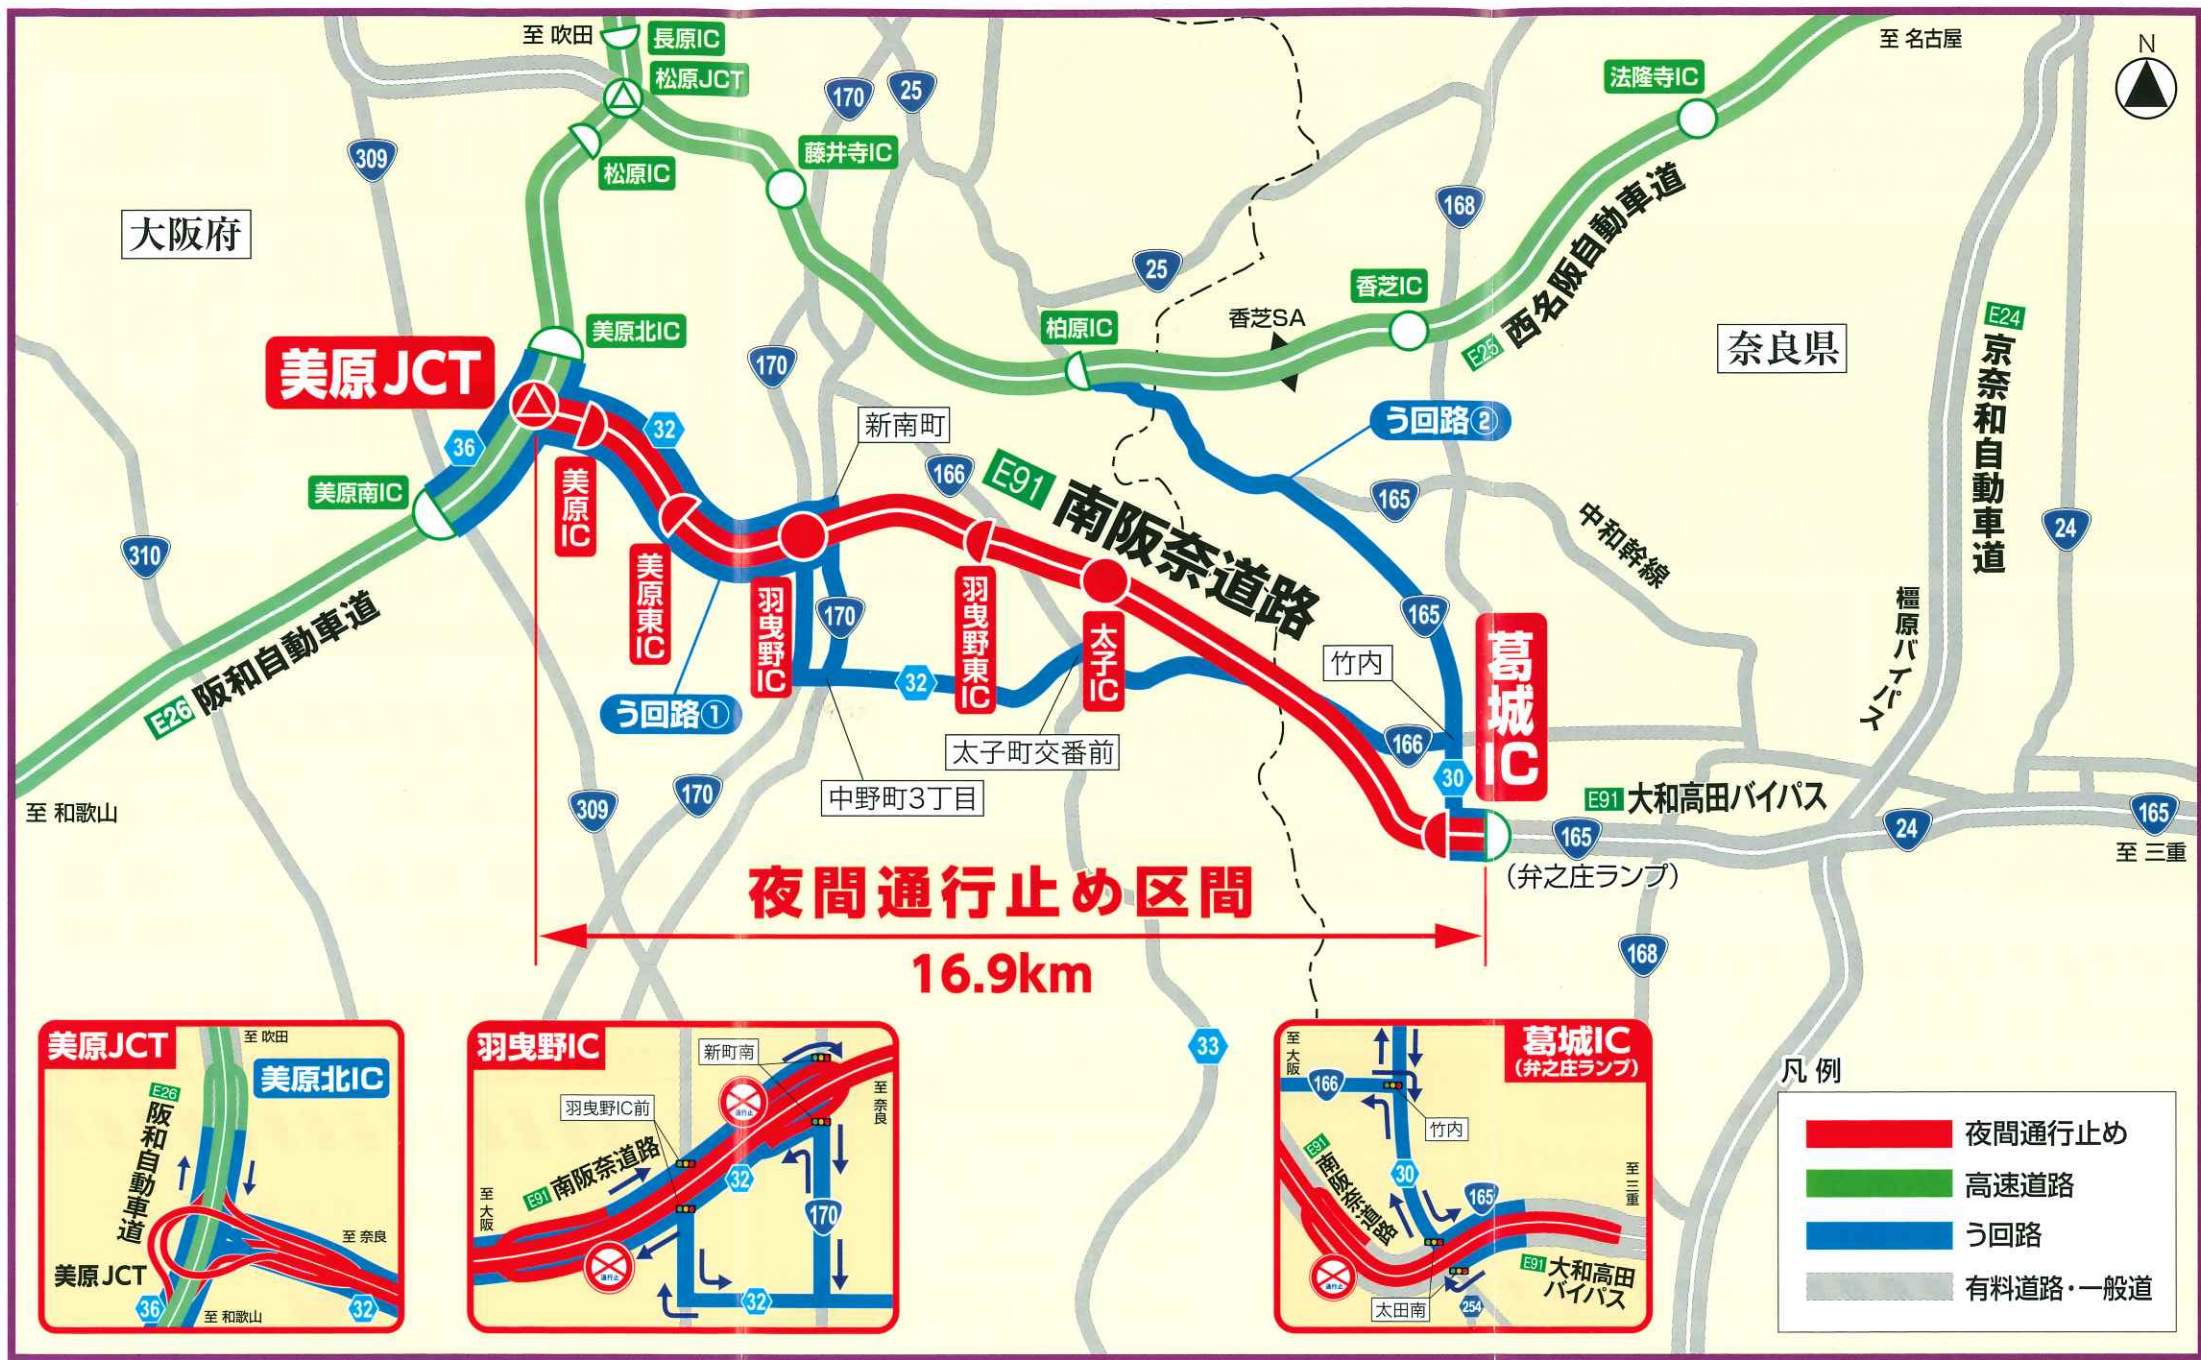 至 吹田
長原IC
松原JCT
松原IC
藤井寺IC
170
25
309
大阪府
至 名古屋
法隆寺IC
N
168
25
香芝IC
香芝SA
柏原IC
E25 西名阪自動車道
奈良県
E24 京奈和自動車道
美原北IC
美原JCT
36
32
170
新南町
166
う回路②
165
中和幹線
24
美原南IC
美原IC
美原東IC
羽曳野IC
170
羽曳野東IC
太子IC
E91 南阪奈道路
310
E26 阪和自動車道
う回路①
32
165
竹内
葛城IC
橿原バイパス
太子町交番前
中野町3丁目
166
30
至 和歌山
309
170
E91 大和高田バイパス
165
24
165
至 三重
(弁之庄ランプ)
夜間通行止め区間
16.9km
168
33
美原JCT
至 吹田
美原北IC
E26
阪和自動車道
至 奈良
美原JCT
36
至 和歌山
32
羽曳野IC
新町南
至 奈良
羽曳野IC前
通行止
E91 南阪奈道路
32
至 大阪
170
通行止
32
葛城IC
(弁之庄ランプ)
至 大阪
166
竹内
E91 南阪奈道路
30
165
至 三重
通行止
E91 大和高田バイパス
太田南
254
凡 例
夜間通行止め
高速道路
う回路
有料道路・一般道